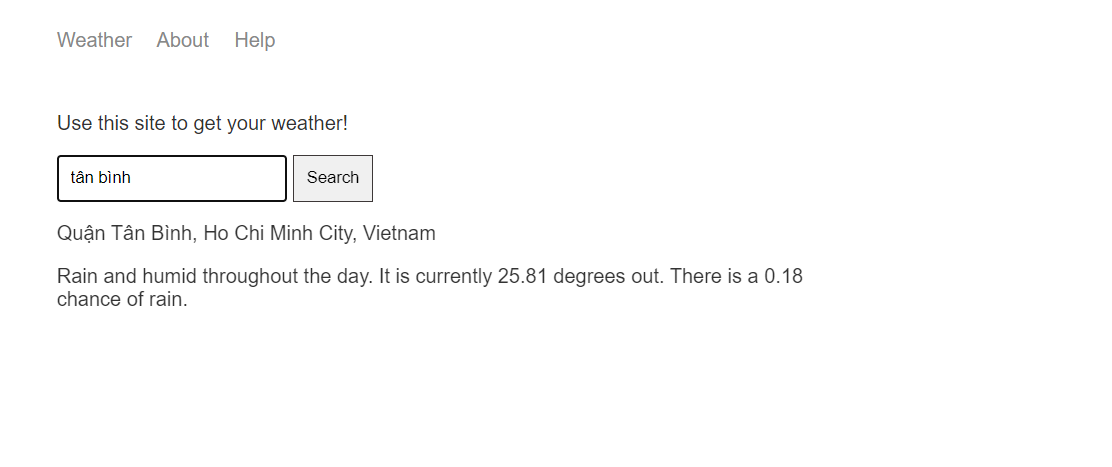 Weather About Help
Use this site to get your weather!
tân bình Search
Quận Tân Bình, Ho Chi Minh City, Vietnam
Rain and humid throughout the day. It is currently 25.81 degrees out. There is a 0.18
chance of rain.